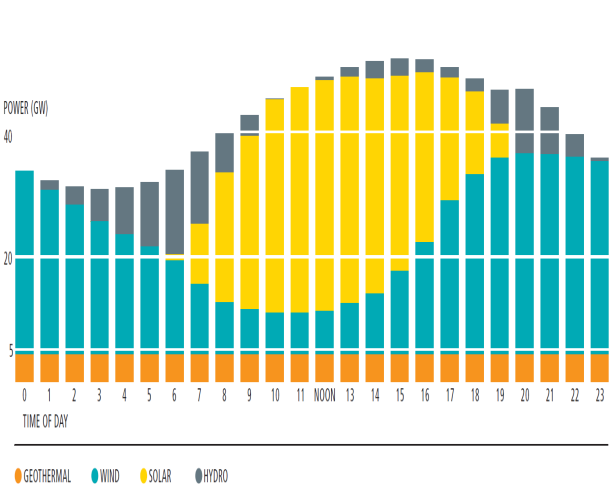 POWER (GW)
40
20
5
0 1 2 3 4 5 6 7 8 9 10 11 NOON 13 14 15 16 17 18 19 20 21 22 23
TIME OF DAY
GEOTHERMAL WIND SOLAR HYDRO